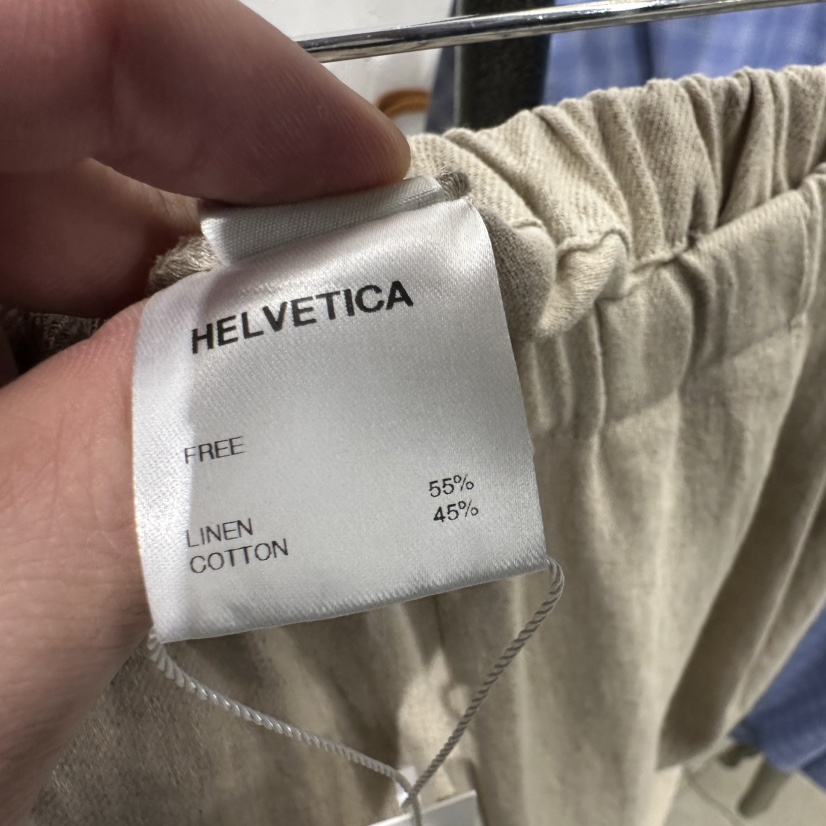 HELVETICA
FREE
LINEN 55%
COTTON 45%